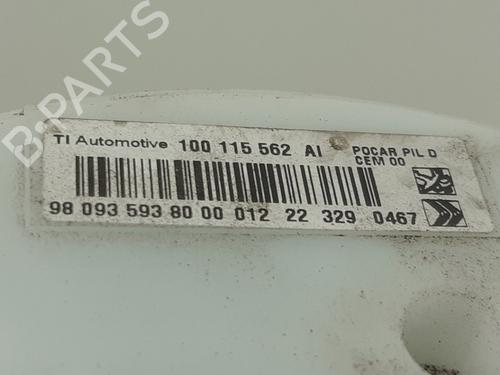 B-PARTS
TI Automotive 100 115 562 AI
POCAR PIL D
CEM 00
98 093 593 80 00 012 22 329 0467